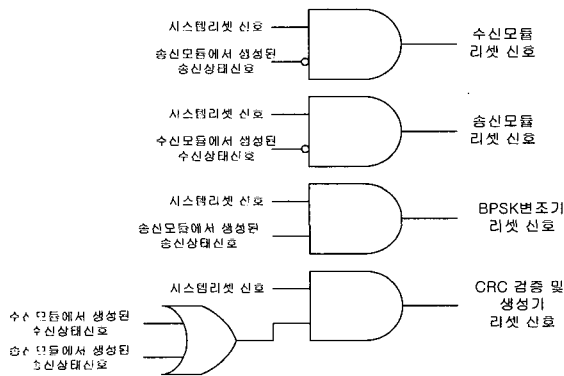 시스템리셋 신호
송신모듈에서 생성된
송신상태신호
수신모듈
리셋 신호
시스템리셋 신호
수신모듈에서 생성된
수신상태신호
송신모듈
리셋 신호
시스템리셋 신호
송신모듈에서 생성된
송신상태신호
BPSK변조기
리셋 신호
시스템리셋 신호
수신모듈에서 생성된
수신상태신호
송신모듈에서 생성된
송신상태신호
CRC 검증 및
생성기
리셋 신호